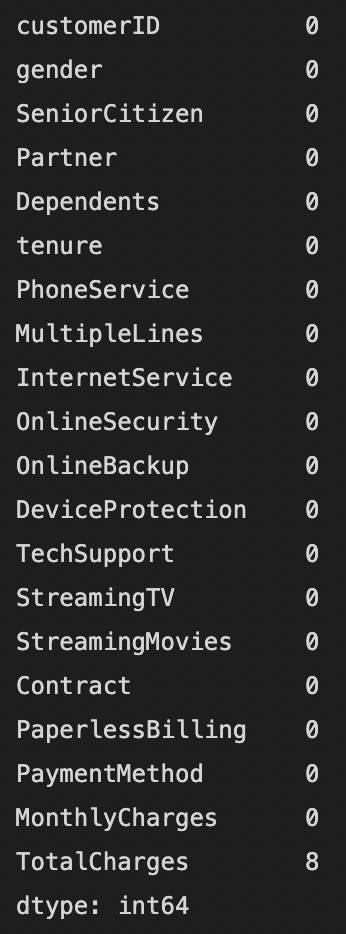 customerID 0
gender 0
SeniorCitizen 0
Partner 0
Dependents 0
tenure 0
PhoneService 0
MultipleLines 0
InternetService 0
OnlineSecurity 0
OnlineBackup 0
DeviceProtection 0
TechSupport 0
StreamingTV 0
StreamingMovies 0
Contract 0
PaperlessBilling 0
PaymentMethod 0
MonthlyCharges 0
TotalCharges 8
dtype: int64